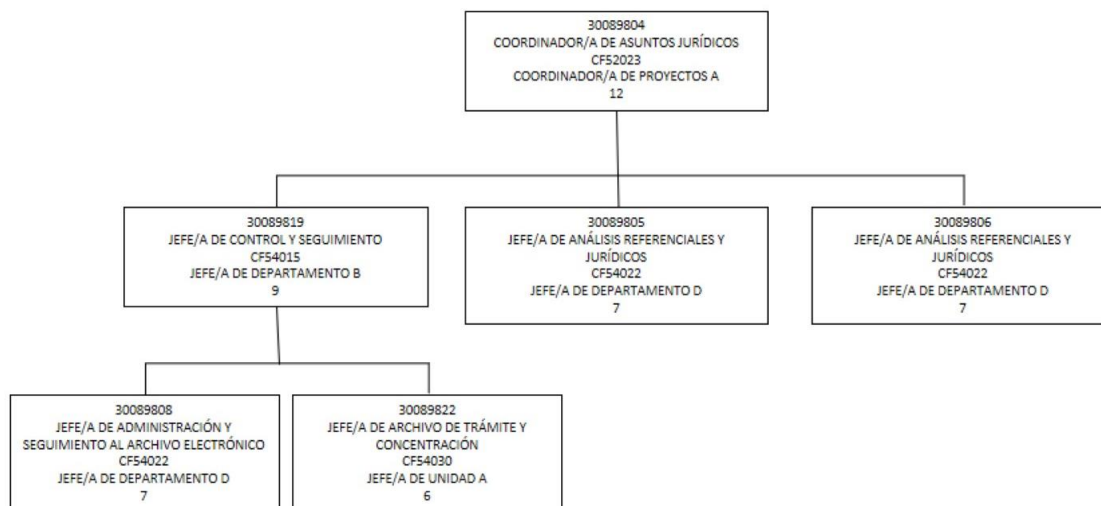 30089804
COORDINADOR/A DE ASUNTOS JURÍDICOS
CF52023
COORDINADOR/A DE PROYECTOS A
12
30089819
JEFE/A DE CONTROL Y SEGUIMIENTO
CF54015
JEFE/A DE DEPARTAMENTO B
9
30089805
JEFE/A DE ANÁLISIS REFERENCIALES Y
JURÍDICOS
CF54022
JEFE/A DE DEPARTAMENTO D
7
30089806
JEFE/A DE ANÁLISIS REFERENCIALES Y
JURÍDICOS
CF54022
JEFE/A DE DEPARTAMENTO D
7
30089808
JEFE/A DE ADMINISTRACIÓN Y
SEGUIMIENTO AL ARCHIVO ELECTRÓNICO
CF54022
JEFE/A DE DEPARTAMENTO D
7
30089822
JEFE/A DE ARCHIVO DE TRÁMITE Y
CONCENTRACIÓN
CF54030
JEFE/A DE UNIDAD A
6